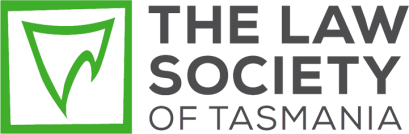 THE LAW
SOCIETY
OF TASMANIA